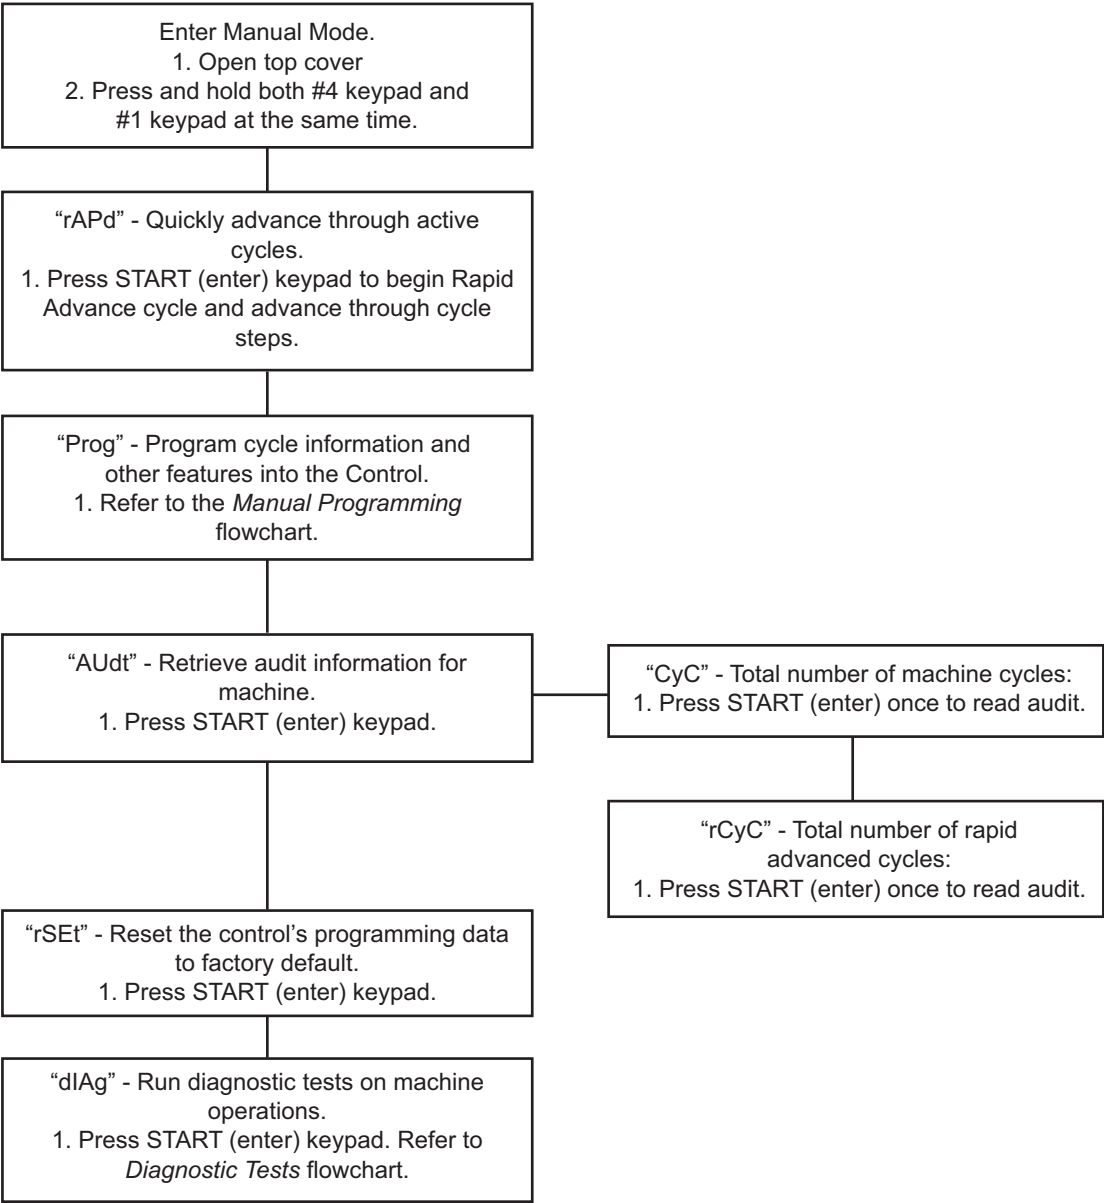 Enter Manual Mode.
1. Open top cover
2. Press and hold both #4 keypad and
#1 keypad at the same time.
“rAPd” - Quickly advance through active
cycles.
1. Press START (enter) keypad to begin Rapid
Advance cycle and advance through cycle
steps.
“Prog” - Program cycle information and
other features into the Control.
1. Refer to the Manual Programming
flowchart.
“AUdt” - Retrieve audit information for
machine.
1. Press START (enter) keypad.
“CyC” - Total number of machine cycles:
1. Press START (enter) once to read audit.
“rCyC” - Total number of rapid
advanced cycles:
1. Press START (enter) once to read audit.
“rSEt” - Reset the control’s programming data
to factory default.
1. Press START (enter) keypad.
“dIAg” - Run diagnostic tests on machine
operations.
1. Press START (enter) keypad. Refer to
Diagnostic Tests flowchart.